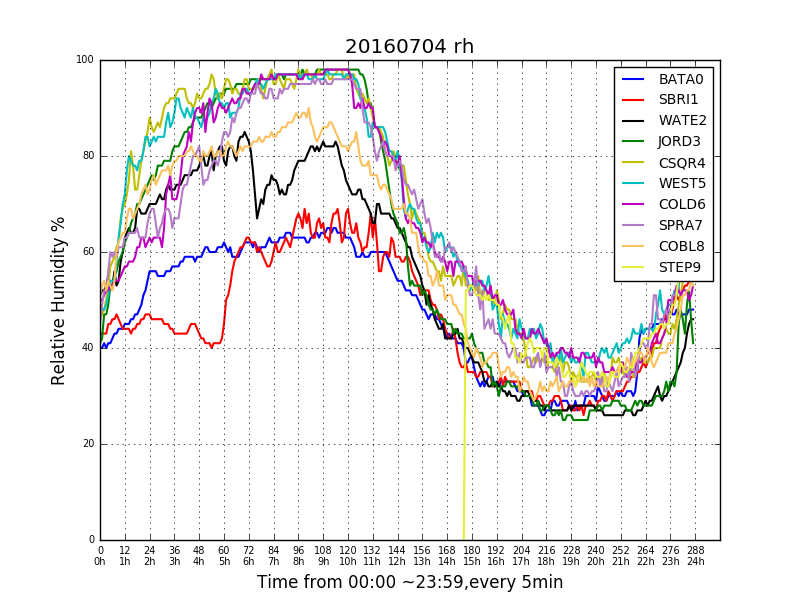 20160704 rh
100
80
60
40
20
0
Relative Humidity %
BATA0
SBRI1
WATE2
JORD3
CSQR4
WEST5
COLD6
SPRA7
COBL8
STEP9
0 12 24 36 48 60 72 84 96 108 120 132 144 156 168 180 192 204 216 228 240 252 264 276 288
0h 1h 2h 3h 4h 5h 6h 7h 8h 9h 10h 11h 12h 13h 14h 15h 16h 17h 18h 19h 20h 21h 22h 23h 24h
Time from 00:00 ~23:59,every 5min